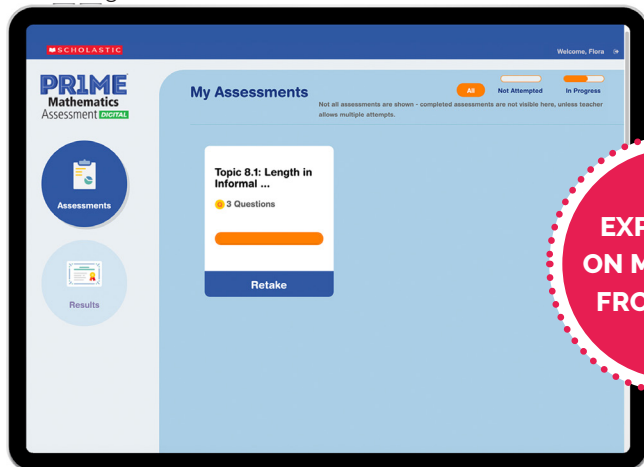 SCHOLASTIC
Welcome, Flora
PR1ME
Mathematics
Assessment DIGITAL
My Assessments
All
Not Attempted
In Progress
Not all assessments are shown - completed assessments are not visible here, unless teacher
allows multiple attempts.
Assessments
Results
Topic 8.1: Length in
Informal ...
3 Questions
Retake
ON